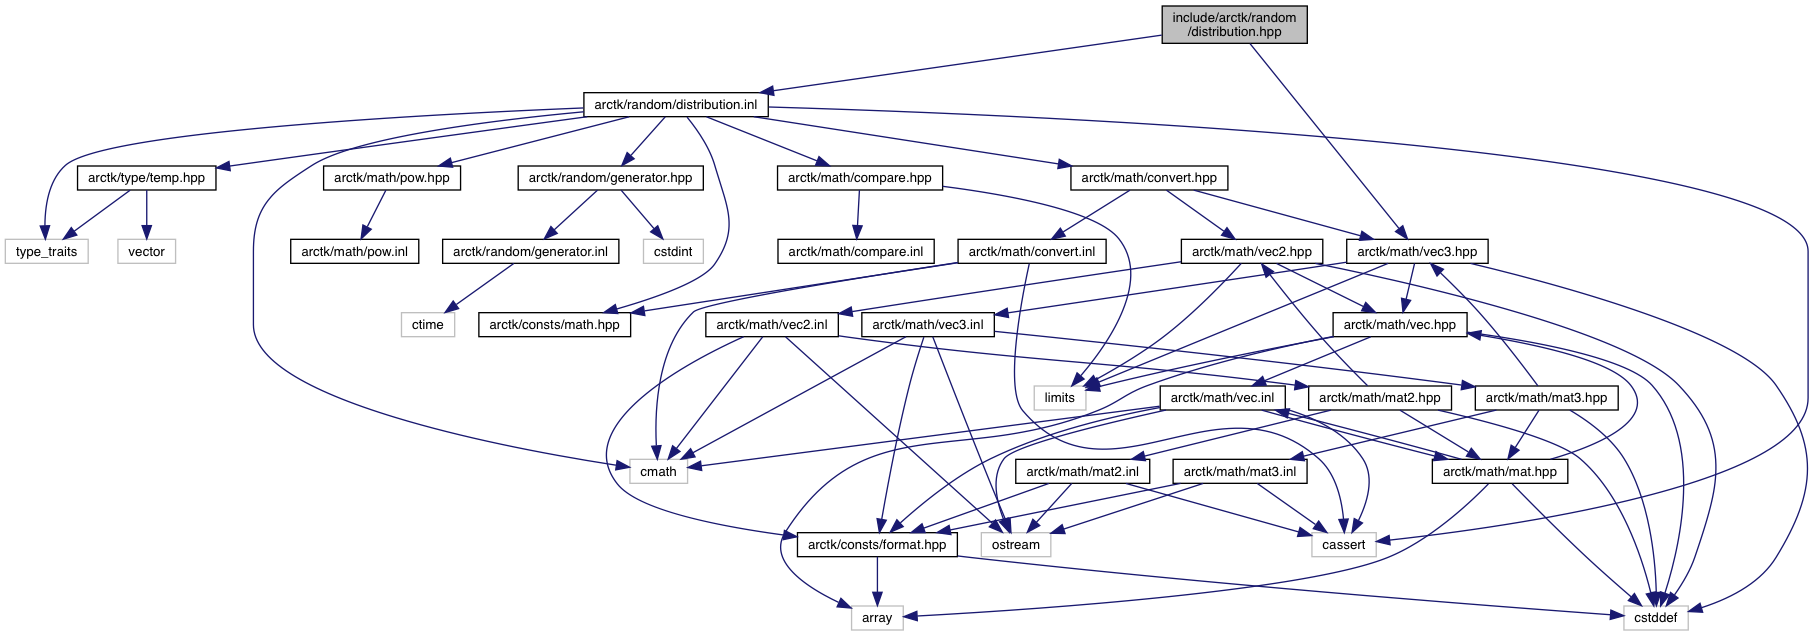 include/arctk/random
/distribution.hpp
arctk/random/distribution.inl
arctk/type/temp.hpp
arctk/math/pow.hpp
arctk/random/generator.hpp
arctk/math/compare.hpp
arctk/math/convert.hpp
type_traits
vector
arctk/math/pow.inl
arctk/random/generator.inl
cstdint
arctk/math/compare.inl
arctk/math/convert.inl
arctk/math/vec2.hpp
arctk/math/vec3.hpp
ctime
arctk/consts/math.hpp
arctk/math/vec2.inl
arctk/math/vec3.inl
arctk/math/vec.hpp
limits
arctk/math/vec.inl
arctk/math/mat2.hpp
arctk/math/mat3.hpp
cmath
arctk/math/mat2.inl
arctk/math/mat3.inl
arctk/math/mat.hpp
arctk/consts/format.hpp
ostream
cassert
array
cstddef